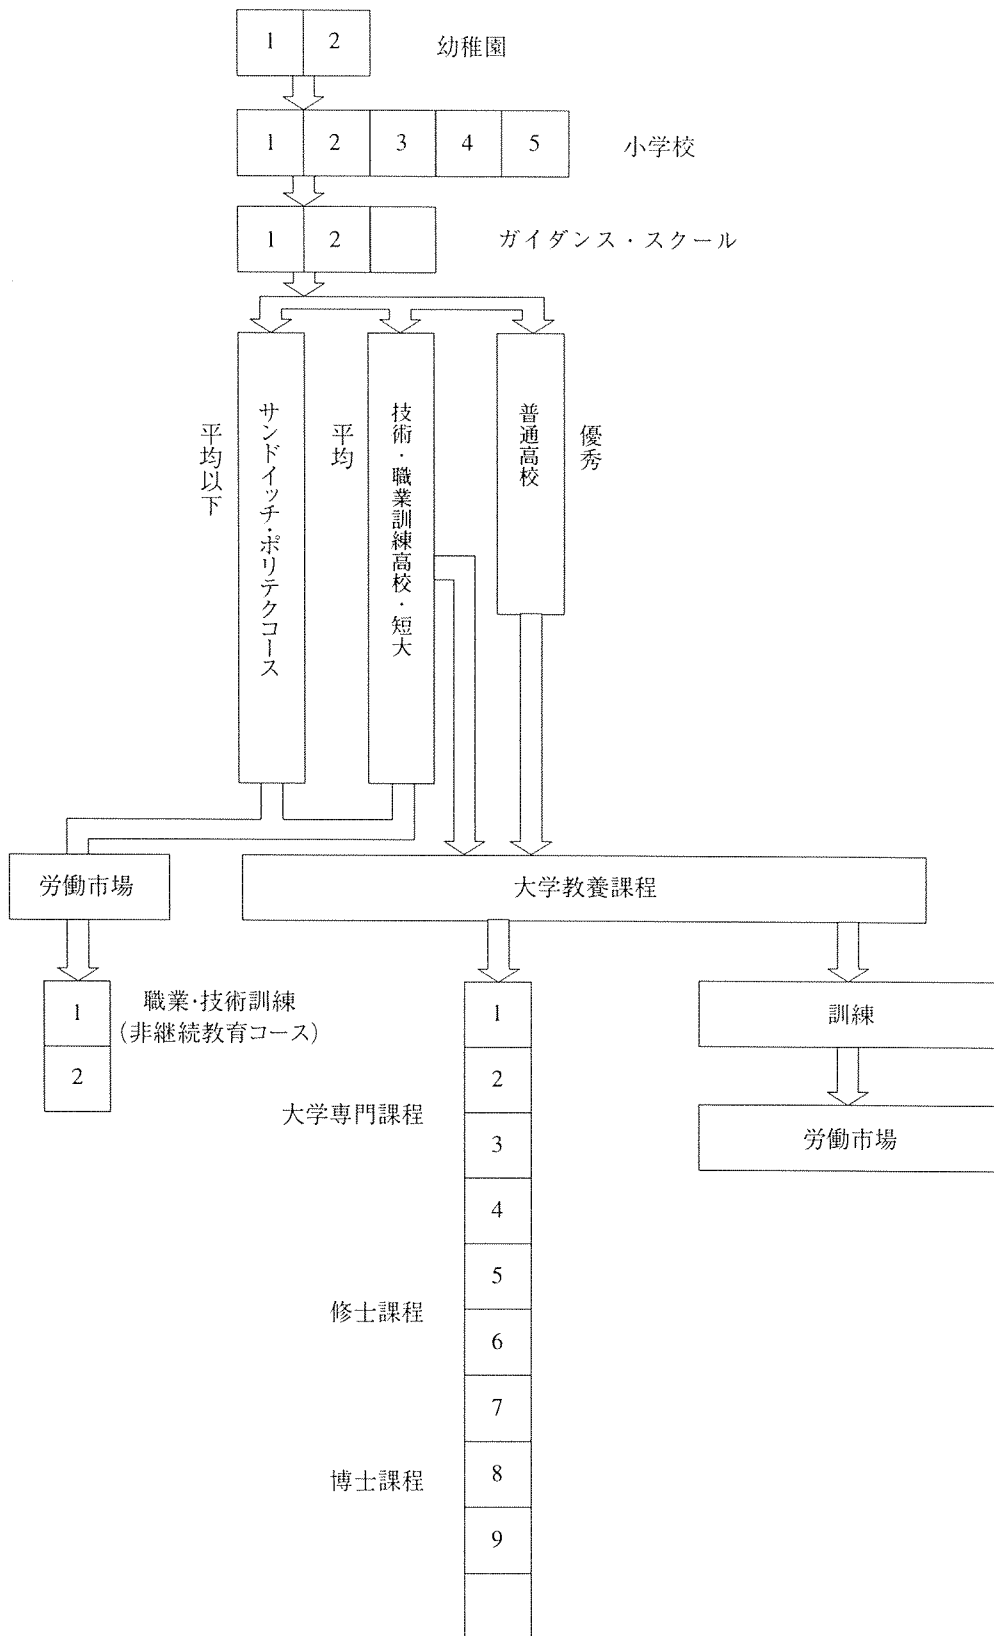 1 2 幼稚園
1 2 3 4 5 小学校
1 2 ガイダンス・スクール
平均以下
サンドイッチ・ポリテクコース
平均
技術・職業訓練高校・短大
普通高校
優秀
労働市場
大学教養課程
1
2
職業・技術訓練
(非継続教育コース)
大学専門課程
修士課程
博士課程
1
2
3
4
5
6
7
8
9
訓練
労働市場